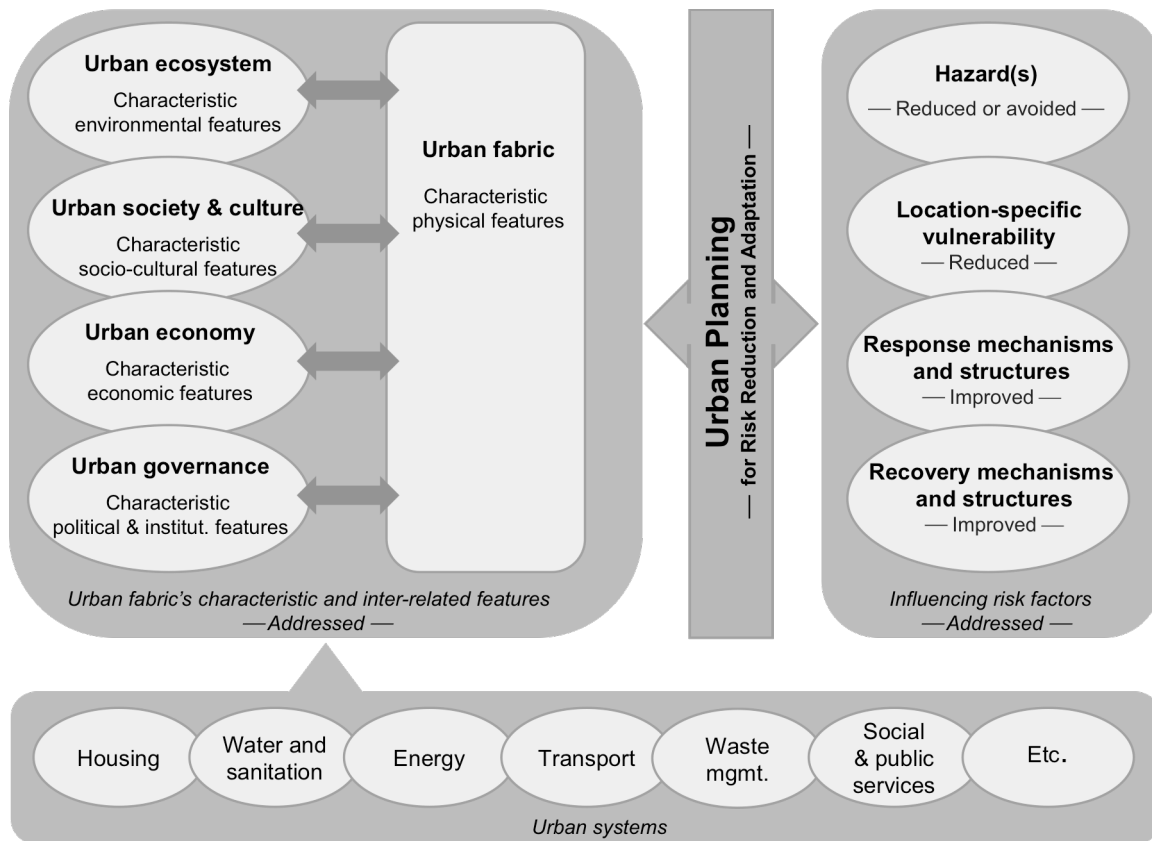 Urban ecosystem
Characteristic
environmental features
Urban society & culture
Characteristic
socio-cultural features
Urban economy
Characteristic
economic features
Urban governance
Characteristic
political & institut. features
Urban fabric
Characteristic
physical features
Urban fabric's characteristic and inter-related features
— Addressed —
Urban Planning
— for Risk Reduction and Adaptation —
Hazard(s)
— Reduced or avoided —
Location-specific
vulnerability
— Reduced —
Response mechanisms
and structures
— Improved —
Recovery mechanisms
and structures
— Improved —
Influencing risk factors
— Addressed —
Housing
Water and
sanitation
Energy
Transport
Waste
mgmt.
Social
& public
services
Etc.
Urban systems